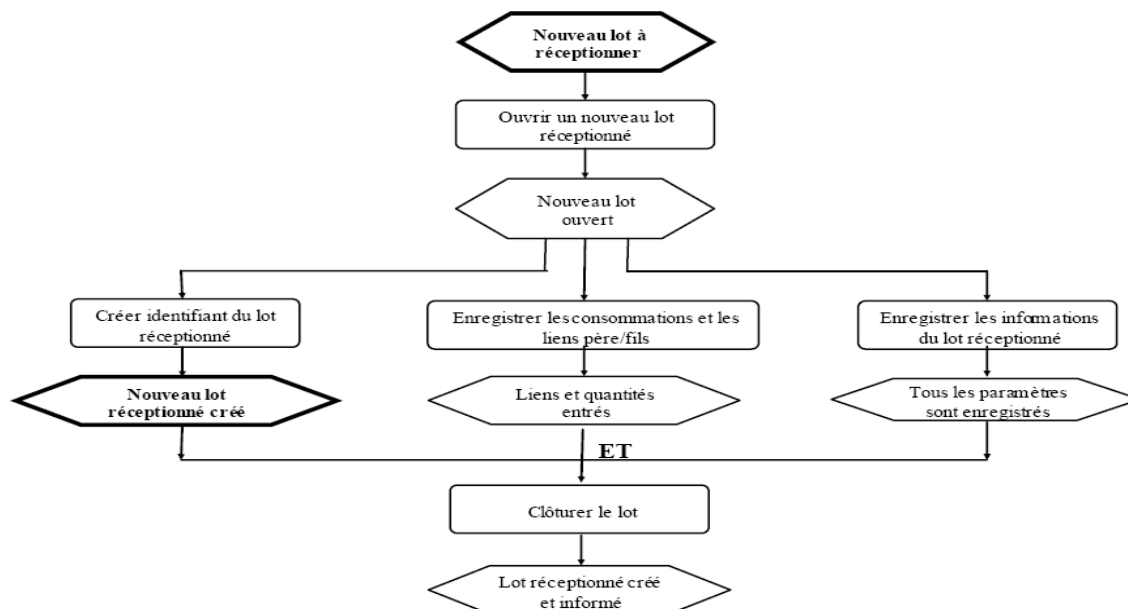 Nouveau lot à
réceptionner
Ouvrir un nouveau lot
réceptionné
Nouveau lot
ouvert
Créer identifiant du lot
réceptionné
Enregistrer les consommations et les
liens père/fils
Enregistrer les informations
du lot réceptionné
Nouveau lot
réceptionné créé
Liens et quantités
entrés
Tous les paramètres
sont enregistrés
ET
Clôturer le lot
Lot réceptionné créé
et informé